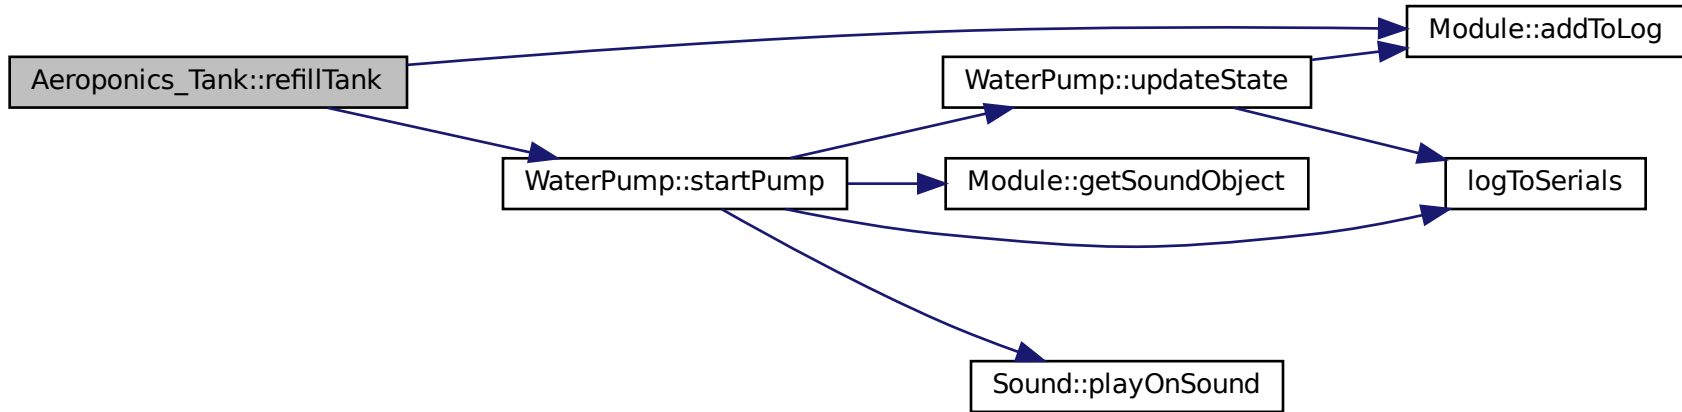 Module::addToLog
Aeroponics_Tank::refillTank
WaterPump::updateState
WaterPump::startPump
Module::getSoundObject
logToSerials
Sound::playOnSound